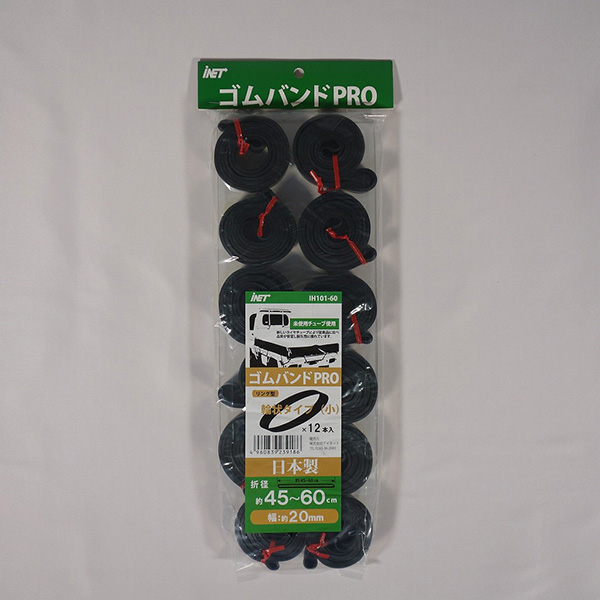 iNET
ゴムバンドPRO
iNET
IH101-60
未使用チューブ使用
ゴムバンドPRO
リング型
輪状タイプ(小)
×12本入
4960839239186
日本製
折径
約45~60cm
幅:約20mm